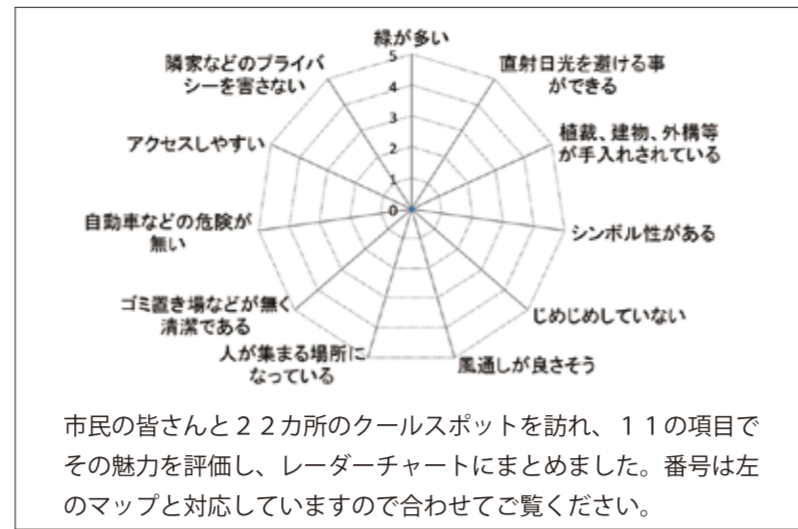 緑が多い
直射日光を避ける事
ができる
植裁、建物、外構等
が手入れされている
シンボル性がある
じめじめしていない
風通しが良さそう
人が集まる場所に
なっている
ゴミ置き場などが無く
清潔である
自動車などの危険が
無い
アクセスしやすい
隣家などのプライバ
シーを害さない
5
4
3
2
1
0
市民の皆さんと２２カ所のクールスポットを訪れ、１１の項目で
その魅力を評価し、レーダーチャートにまとめました。番号は左
のマップと対応していますので合わせてご覧ください。